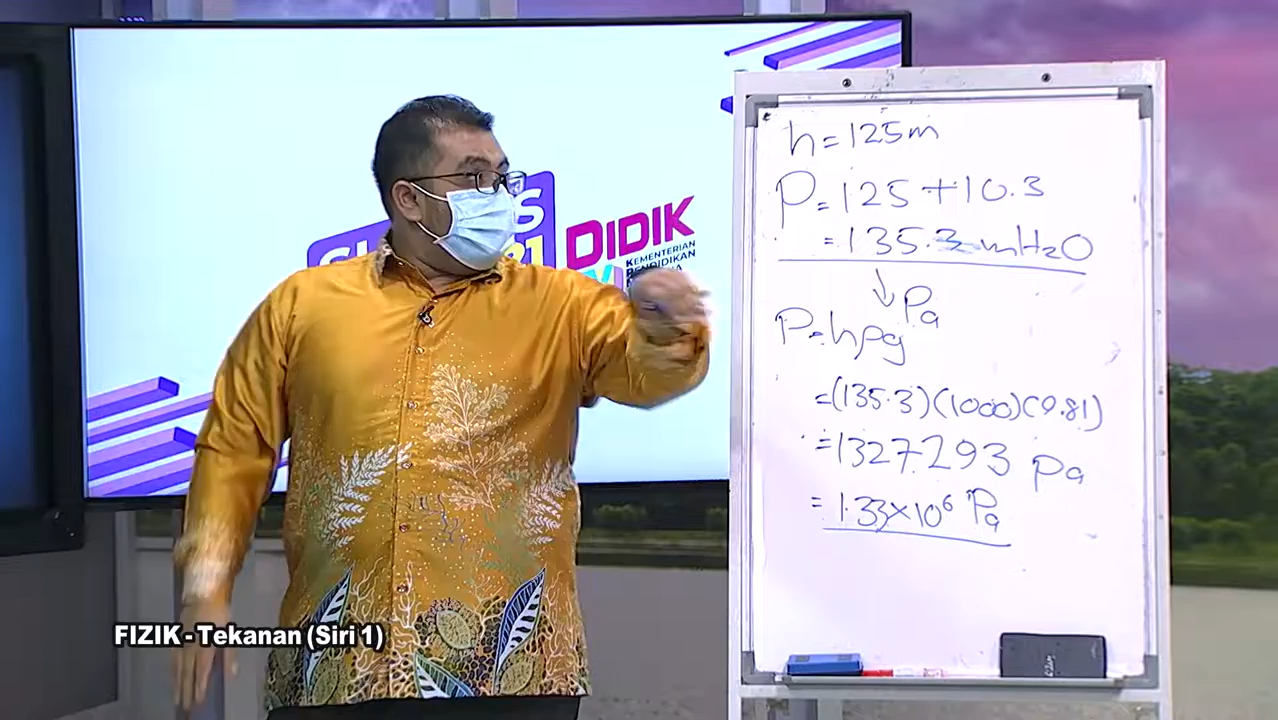 DIDIK
KEMENTERIAN
PENDIDIKAN
h=125m
P=125+10.3
=135.3 mH2O
↓ Pa
P=hρg
=(135.3)(1000)(9.81)
=1327293 Pa
=1.33×10⁶ Pa
FIZIK - Tekanan (Siri 1)